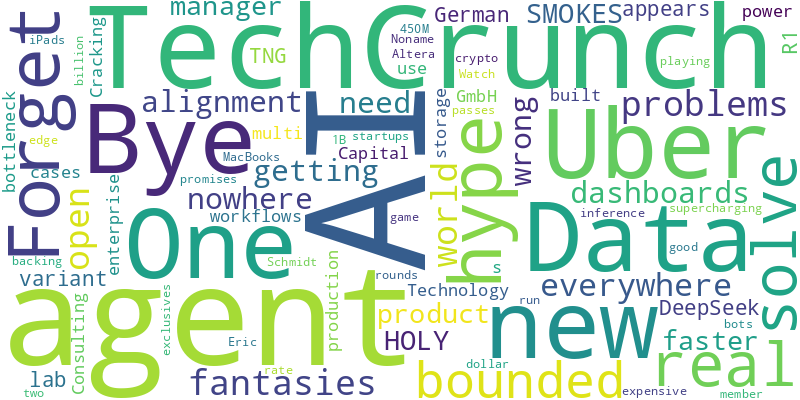 manager
TechCrunch
German
SMOKES
appears
power
Forget
iPads
billion
Cracking
TNG
450M
Noname
Altera
use
crypto
Watch
playing
R1
bottleneck
Bye
alignment
AI
need
storage
GmbH
passes
built
problems
edge
multi
1B
startups
hype
wrong
Uber
cases
MacBooks
Capital
promises
getting
world
solve
open
enterprise
nowhere
workflows
One
game
dashboards
inference
supercharging
Data
good
backing
variant
Schmidt
production
rounds
s
Technology
everywhere
Consulting
exclusives
agent
product
new
run
DeepSeek
bots
lab
Eric
HOLY
faster
two
fantasies
rate
dollar
bounded
real
expensive
member